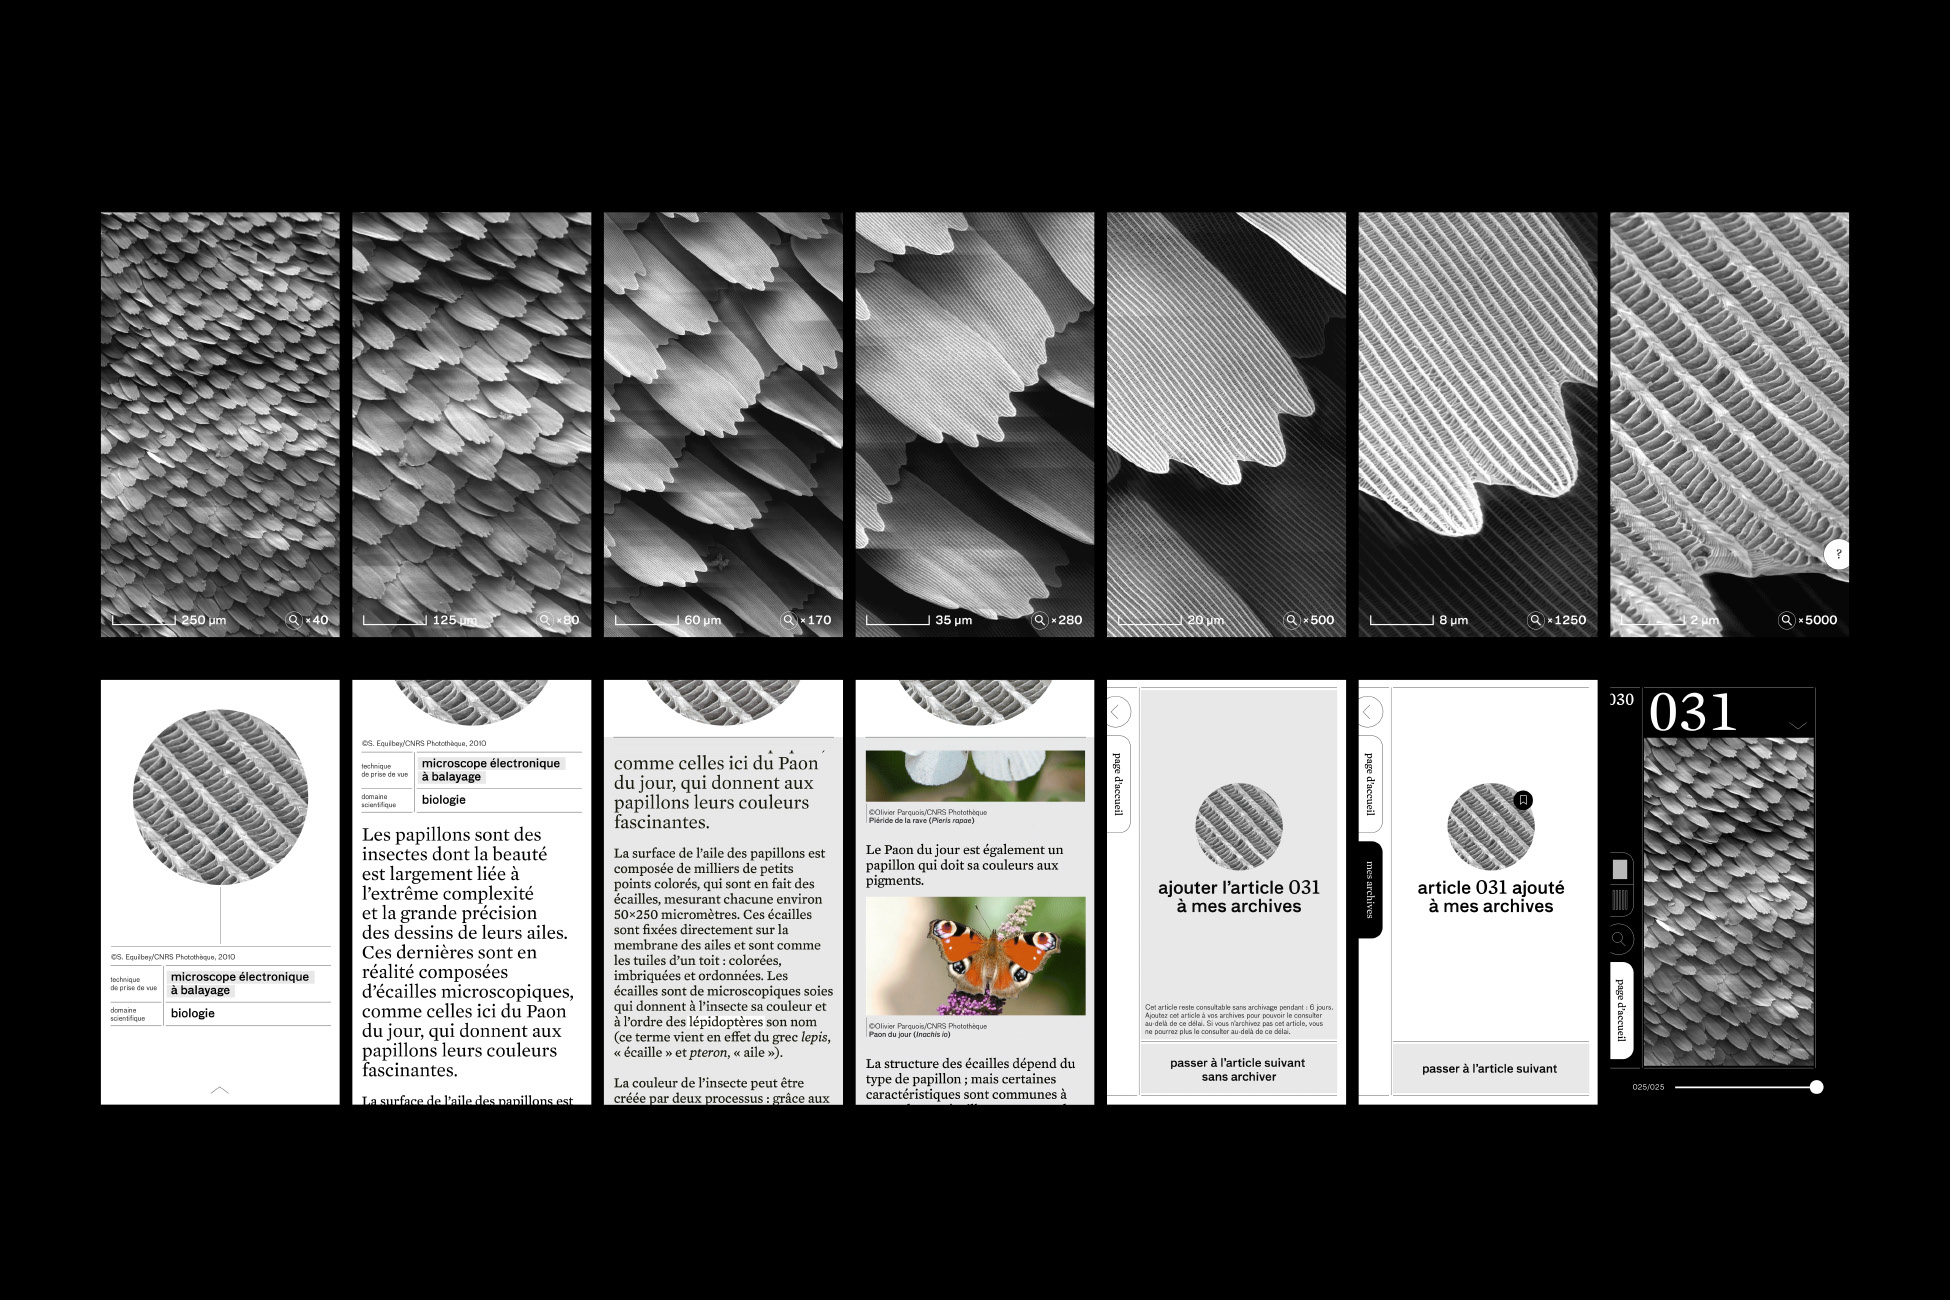 250 µm ×40
125 µm ×80
60 µm ×170
35 µm ×280
20 µm ×500
8 µm ×1250
?
2 µm ×5000
©S. Equilbey/CNRS Photothèque, 2010
technique
de prise de vue
microscope électronique
à balayage
domaine
scientifique
biologie
©S. Equilbey/CNRS Photothèque, 2010
technique
de prise de vue
microscope électronique
à balayage
domaine
scientifique
biologie
Les papillons sont des
insectes dont la beauté
est largement liée à
l’extrême complexité
et la grande précision
des dessins de leurs ailes.
Ces dernières sont en
réalité composées
d’écailles microscopiques,
comme celles ici du Paon
du jour, qui donnent aux
papillons leurs couleurs
fascinantes.
La surface de l’aile des papillons est
comme celles ici du Paon
du jour, qui donnent aux
papillons leurs couleurs
fascinantes.
La surface de l’aile des papillons est
composée de milliers de petits
points colorés, qui sont en fait des
écailles, mesurant chacune environ
50×250 micromètres. Ces écailles
sont fixées directement sur la
membrane des ailes et sont comme
les tuiles d’un toit : colorées,
imbriquées et ordonnées. Les
écailles sont de microscopiques soies
qui donnent à l’insecte sa couleur et
à l’ordre des lépidoptères son nom
(ce terme vient en effet du grec lepis,
« écaille » et pteron, « aile »).
La couleur de l’insecte peut être
créée par deux processus : grâce aux
©Olivier Parquois/CNRS Photothèque
Piéride de la rave (Pieris rapae)
Le Paon du jour est également un
papillon qui doit sa couleurs aux
pigments.
©Olivier Parquois/CNRS Photothèque
Paon du jour (Inachis io)
La structure des écailles dépend du
type de papillon ; mais certaines
caractéristiques sont communes à
page d’accueil
ajouter l’article 031
à mes archives
Cet article reste consultable sans archivage pendant : 6 jours.
Ajoutez cet article à vos archives pour pouvoir le consulter
au-delà de ce délai. Si vous n’archivez pas cet article, vous
ne pourrez plus le consulter au-delà de ce délai.
passer à l’article suivant
sans archiver
page d’accueil
mes archives
article 031 ajouté
à mes archives
passer à l’article suivant
030
031
page d’accueil
025/025